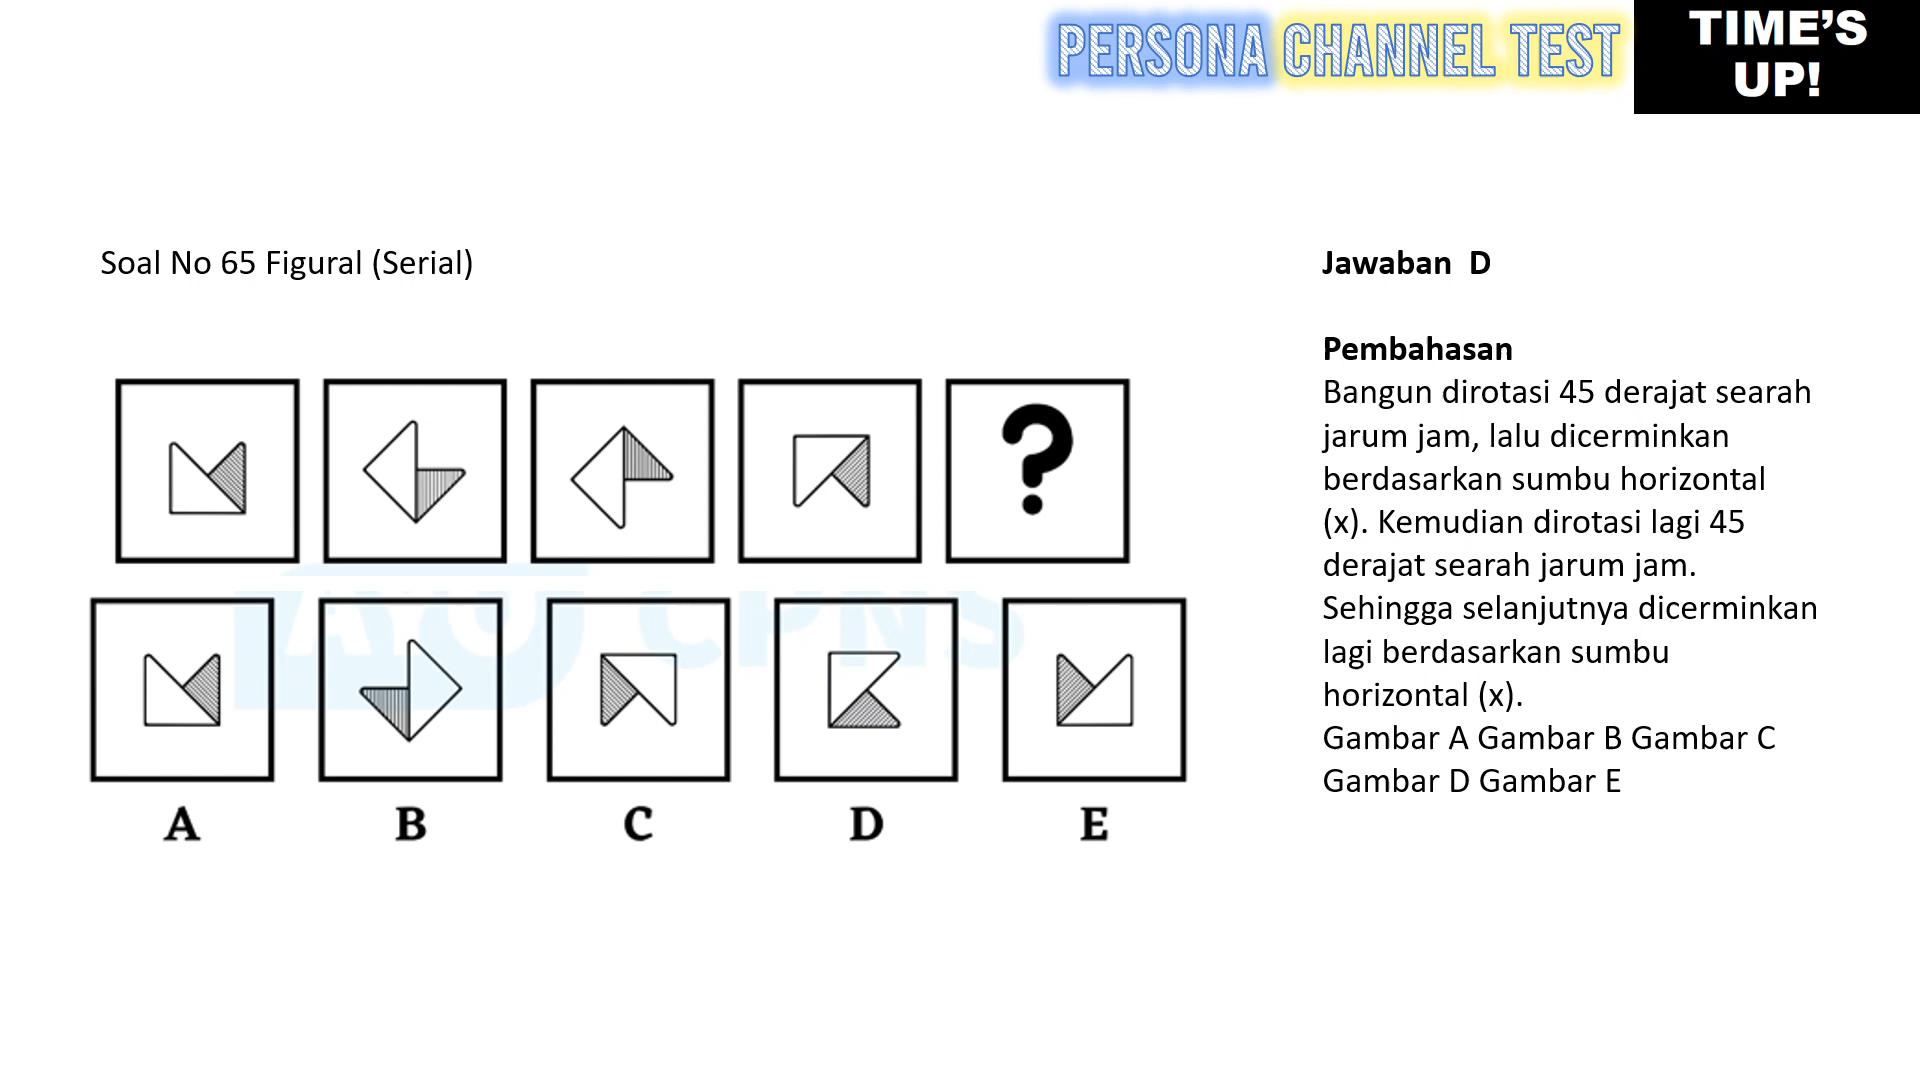 PERSONA CHANNEL TEST
TIME’S
UP!
Soal No 65 Figural (Serial)
?
A
B
C
D
E
Jawaban D
Pembahasan
Bangun dirotasi 45 derajat searah
jarum jam, lalu dicerminkan
berdasarkan sumbu horizontal
(x). Kemudian dirotasi lagi 45
derajat searah jarum jam.
Sehingga selanjutnya dicerminkan
lagi berdasarkan sumbu
horizontal (x).
Gambar A Gambar B Gambar C
Gambar D Gambar E
CPNS